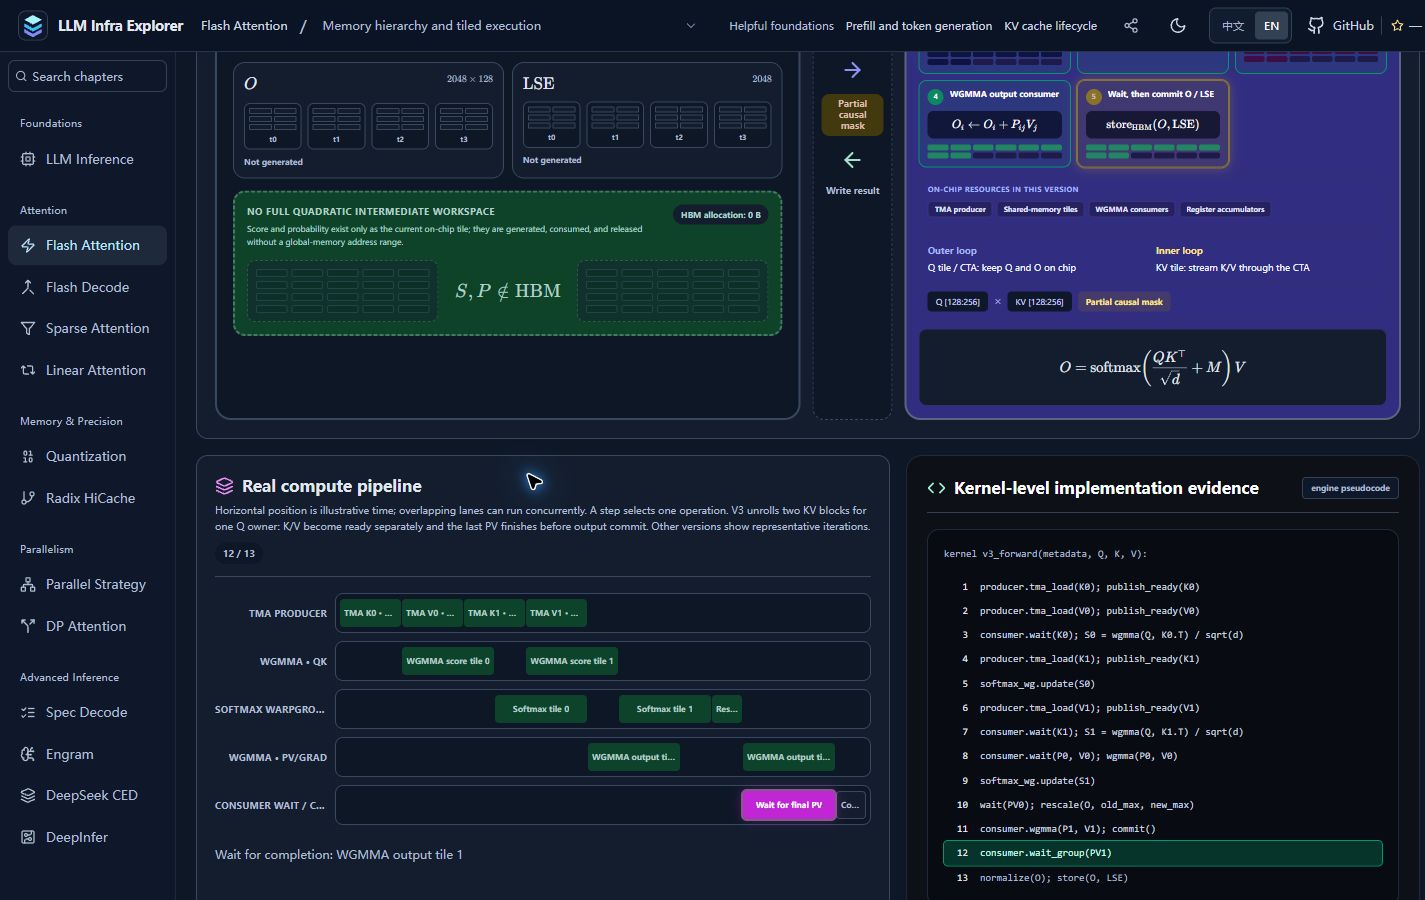 LLM Infra Explorer
Flash Attention / Memory hierarchy and tiled execution
Helpful foundations Prefill and token generation KV cache lifecycle
中文 EN GitHub
Search chapters
Foundations
LLM Inference
Attention
Flash Attention
Flash Decode
Sparse Attention
Linear Attention
Memory & Precision
Quantization
Radix HiCache
Parallelism
Parallel Strategy
DP Attention
Advanced Inference
Spec Decode
Engram
DeepSeek CED
DeepInfer
O 2048 × 128
t0 t1 t2 t3
Not generated
LSE 2048
t0 t1 t2 t3
Not generated
NO FULL QUADRATIC INTERMEDIATE WORKSPACE
HBM allocation: 0 B
Score and probability exist only as the current on-chip tile; they are generated, consumed, and released
without a global-memory address range.
S, P ∉ HBM
Partial
causal
mask
Write result
4 WGMMA output consumer
O_i ← O_i + P_{ij}V_j
5 Wait, then commit O / LSE
store_HBM(O, LSE)
ON-CHIP RESOURCES IN THIS VERSION
TMA producer Shared-memory tiles WGMMA consumers Register accumulators
Outer loop
Q tile / CTA: keep Q and O on chip
Inner loop
KV tile: stream K/V through the CTA
Q [128:256] × KV [128:256] Partial causal mask
O = softmax(QK^⊤/√d + M) V
Real compute pipeline
Horizontal position is illustrative time; overlapping lanes can run concurrently. A step selects one operation. V3 unrolls two KV blocks for
one Q owner: K/V become ready separately and the last PV finishes before output commit. Other versions show representative iterations.
12 / 13
TMA PRODUCER TMA K0 • ... TMA V0 • ... TMA K1 • ... TMA V1 • ...
WGMMA • QK WGMMA score tile 0 WGMMA score tile 1
SOFTMAX WARPGRO... Softmax tile 0 Softmax tile 1 Res...
WGMMA • PV/GRAD WGMMA output ti... WGMMA output ti...
CONSUMER WAIT / C... Wait for final PV Co...
Wait for completion: WGMMA output tile 1
Kernel-level implementation evidence
engine pseudocode
kernel v3_forward(metadata, Q, K, V):
1 producer.tma_load(K0); publish_ready(K0)
2 producer.tma_load(V0); publish_ready(V0)
3 consumer.wait(K0); S0 = wgmma(Q, K0.T) / sqrt(d)
4 producer.tma_load(K1); publish_ready(K1)
5 softmax_wg.update(S0)
6 producer.tma_load(V1); publish_ready(V1)
7 consumer.wait(K1); S1 = wgmma(Q, K1.T) / sqrt(d)
8 consumer.wait(P0, V0); wgmma(P0, V0)
9 softmax_wg.update(S1)
10 wait(PV0); rescale(O, old_max, new_max)
11 consumer.wgmma(P1, V1); commit()
12 consumer.wait_group(PV1)
13 normalize(O); store(O, LSE)